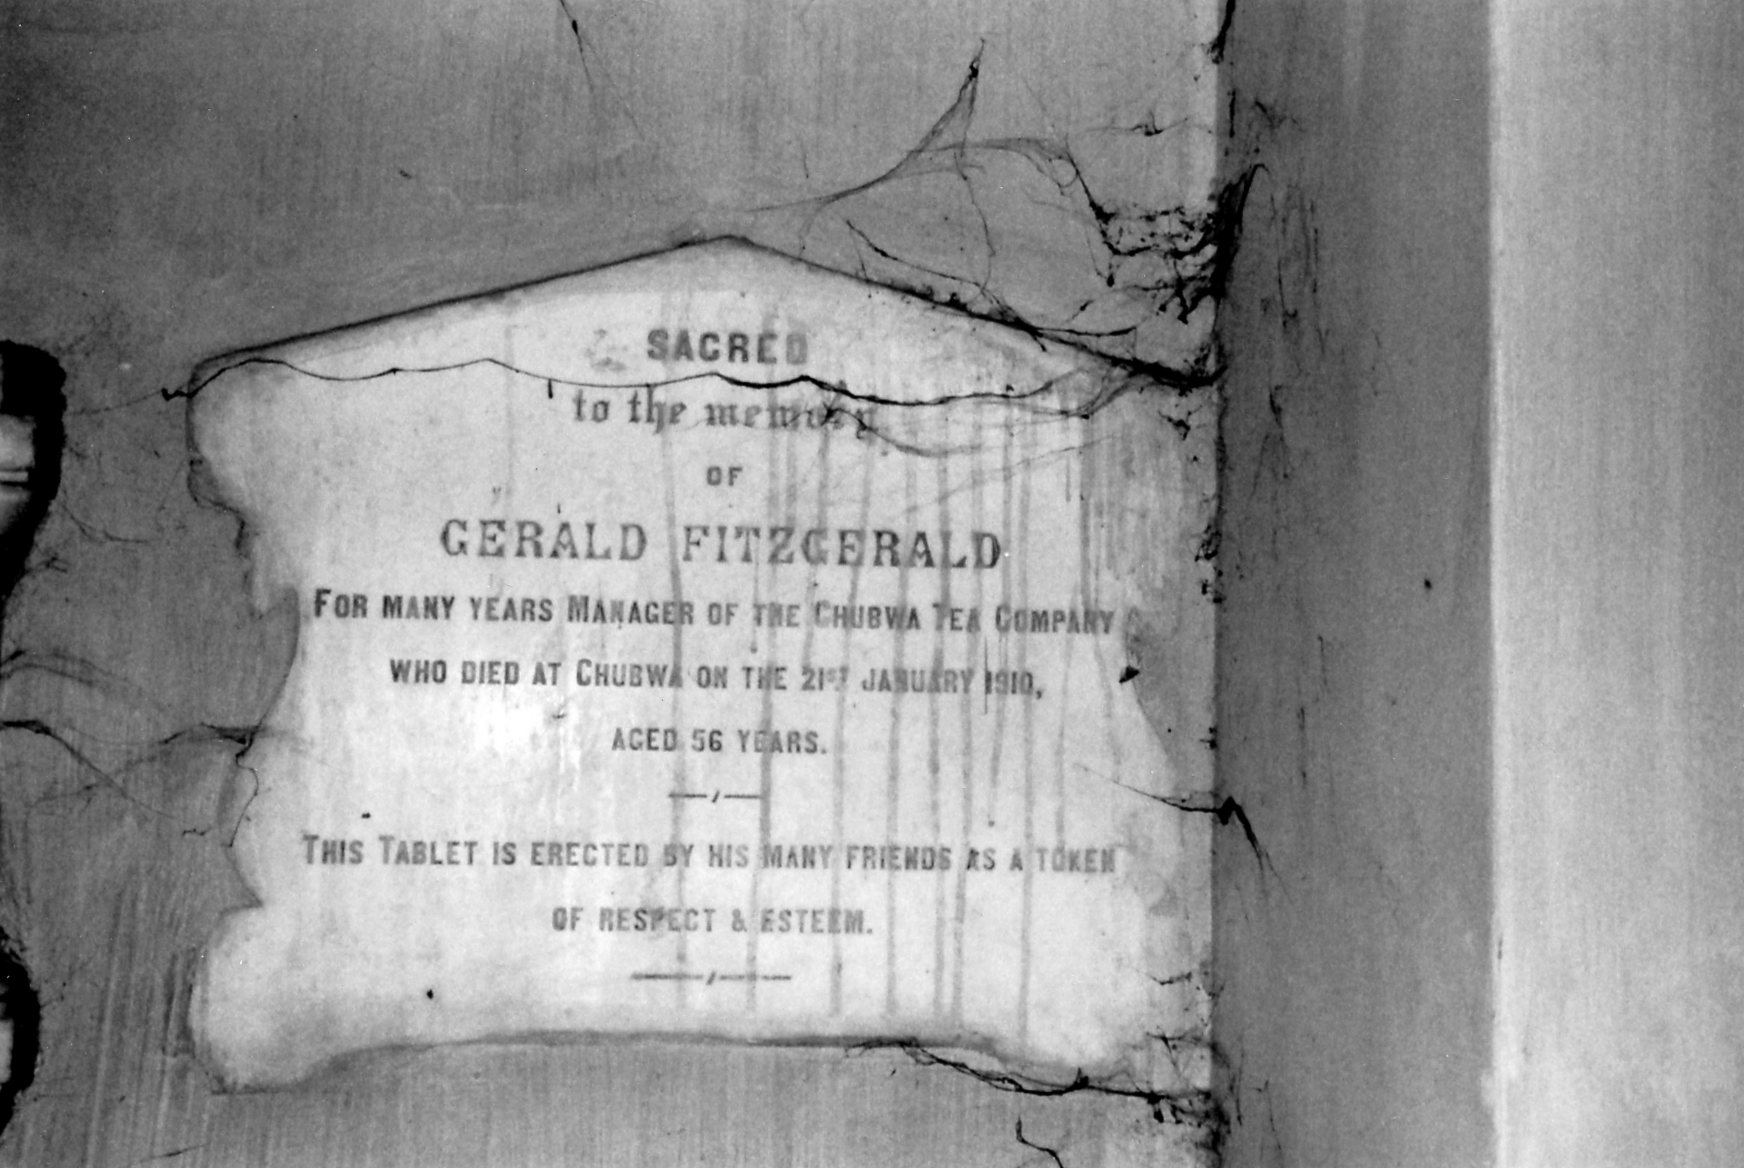 SACRED
to the memory
OF
GERALD FITZGERALD
FOR MANY YEARS MANAGER OF THE CHUBWA TEA COMPANY
WHO DIED AT CHUBWA ON THE 21ST JANUARY 1910,
AGED 56 YEARS.
THIS TABLET IS ERECTED BY HIS MANY FRIENDS AS A TOKEN
OF RESPECT & ESTEEM.